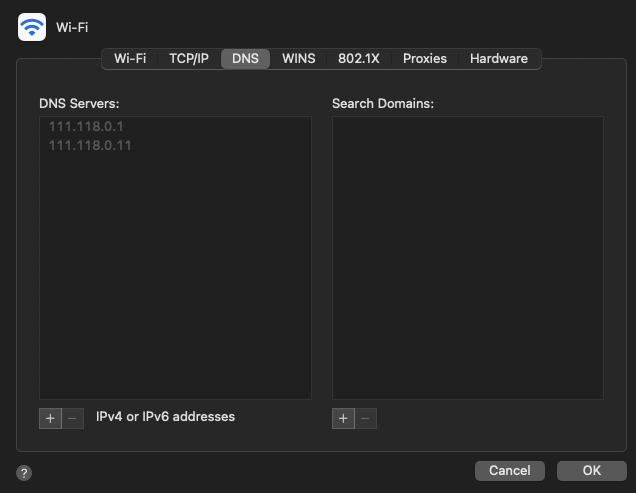 Wi-Fi
Wi-Fi TCP/IP DNS WINS 802.1X Proxies Hardware
DNS Servers:
111.118.0.1
111.118.0.11
Search Domains:
+ − IPv4 or IPv6 addresses
+ −
? Cancel OK